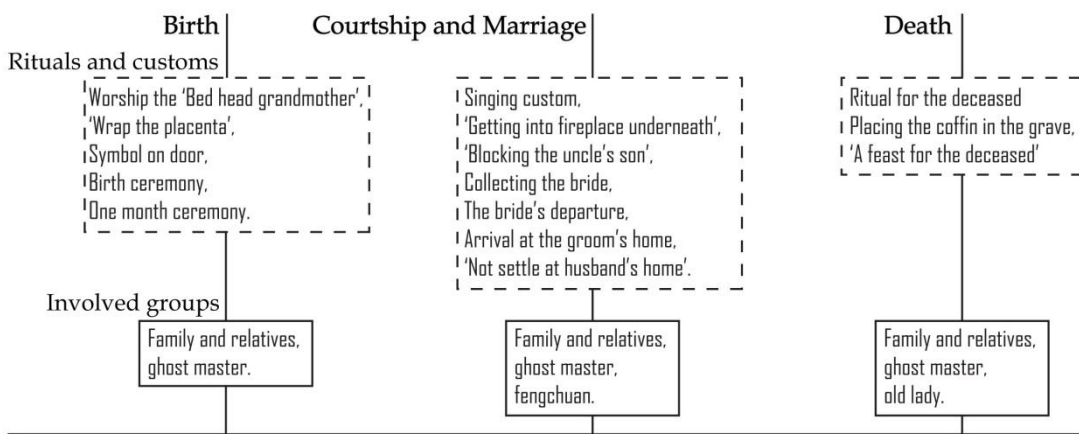 Birth
Courtship and Marriage
Death
Rituals and customs
Worship the ‘Bed head grandmother’,
‘Wrap the placenta’,
Symbol on door,
Birth ceremony,
One month ceremony.
Singing custom,
‘Getting into fireplace underneath’,
‘Blocking the uncle’s son’,
Collecting the bride,
The bride’s departure,
Arrival at the groom’s home,
‘Not settle at husband’s home’.
Ritual for the deceased
Placing the coffin in the grave,
‘A feast for the deceased’
Involved groups
Family and relatives,
ghost master.
Family and relatives,
ghost master,
fengchuan.
Family and relatives,
ghost master,
old lady.